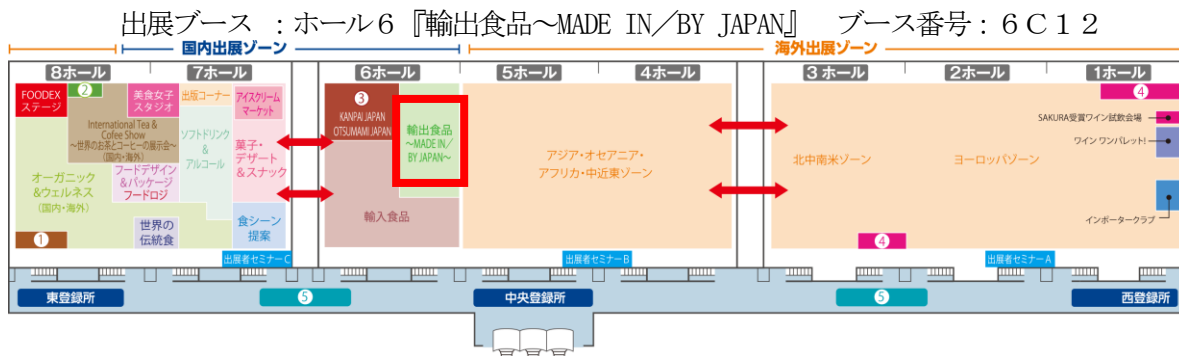 出展ブース ：ホール６『輸出食品～MADE IN／BY JAPAN』 ブース番号：６Ｃ１２
国内出展ゾーン
海外出展ゾーン
8ホール
7ホール
6ホール
5ホール
4ホール
3ホール
2ホール
1ホール
FOODEX
ステージ
2
美食女子
スタジオ
出版コーナー
アイスクリーム
マーケット
3
KANPAI JAPAN
OTSUMAMI JAPAN
輸出食品
～MADE IN／
BY JAPAN～
4
SAKURA受賞ワイン試飲会場
ワイン ワンパレット!
インポータークラブ
International Tea &
Cofee Show
～世界のお茶とコーヒーの展示会～
(国内・海外)
ソフトドリンク
&
アルコール
菓子・
デザート
&スナック
アジア・オセアニア・
アフリカ・中近東ゾーン
北中南米ゾーン
ヨーロッパゾーン
オーガニック
&ウェルネス
(国内・海外)
フードデザイン
&パッケージ
フードロジ
輸入食品
世界の
伝統食
食シーン
提案
1
4
出展者セミナーC
出展者セミナーB
出展者セミナーA
東登録所
5
中央登録所
5
西登録所